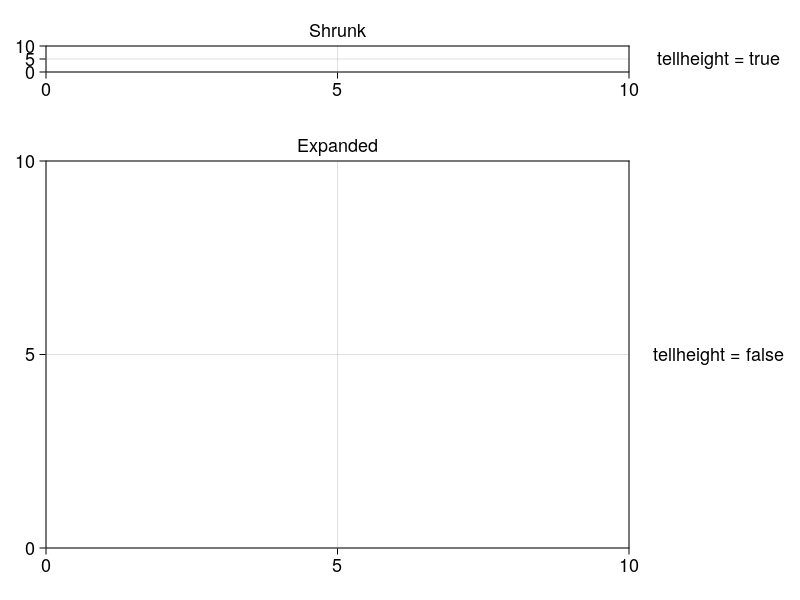 Shrunk
10
5
0
0 5 10
tellheight = true
Expanded
10
5
0
0 5 10
tellheight = false